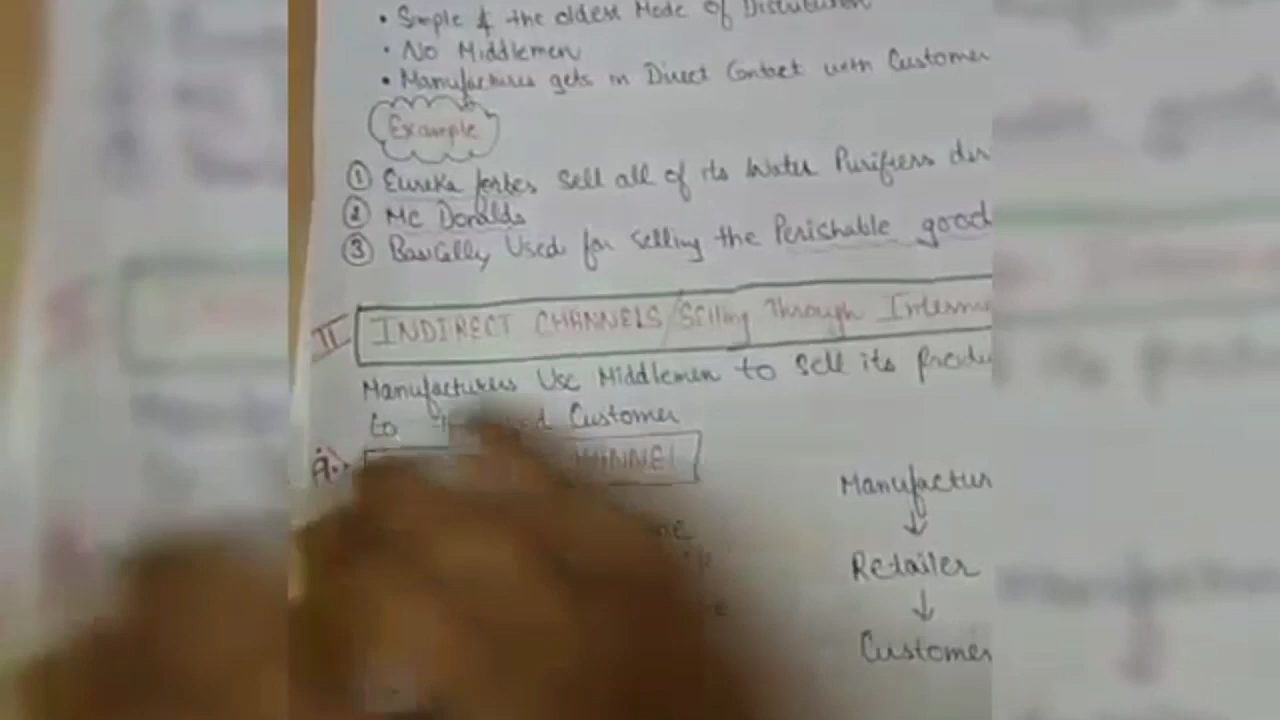 • Simple & the oldest Mode of Distribution
• No Middlemen
• Manufactures gets in Direct Contact with Customer
Example
① Eureka forbes Sell all of its Water Purifiers dir
② Mc Donalds
③ Basically Used for Selling the Perishable good
II INDIRECT CHANNELS/Selling Through Interme
Manufactures Use Middlemen to Sell its produ
to Customer
A.)
Manufactur
↓
Retailer
↓
Customer